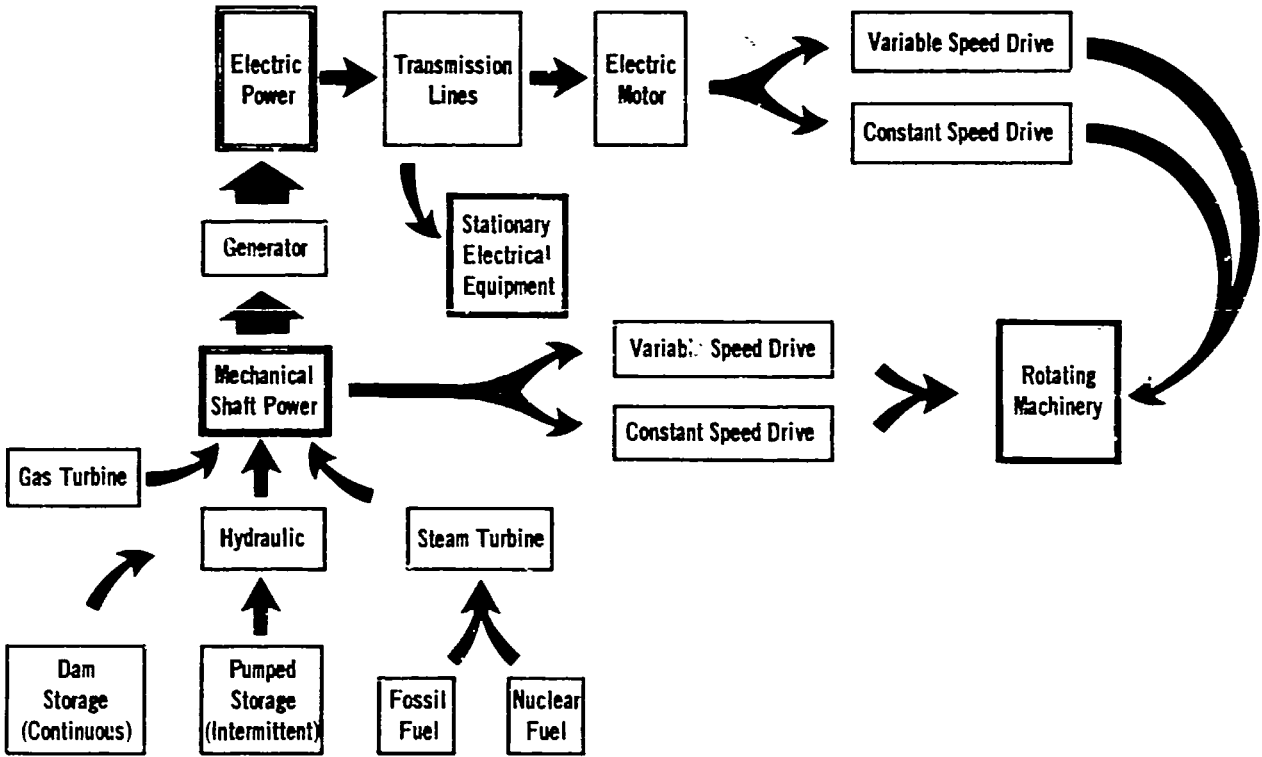 Electric
Power
Transmission
Lines
Electric
Motor
Variable Speed Drive
Constant Speed Drive
Generator
Stationary
Electrical
Equipment
Mechanical
Shaft Power
Variable Speed Drive
Constant Speed Drive
Rotating
Machinery
Gas Turbine
Hydraulic
Steam Turbine
Dam
Storage
(Continuous)
Pumped
Storage
(Intermittent)
Fossil
Fuel
Nuclear
Fuel